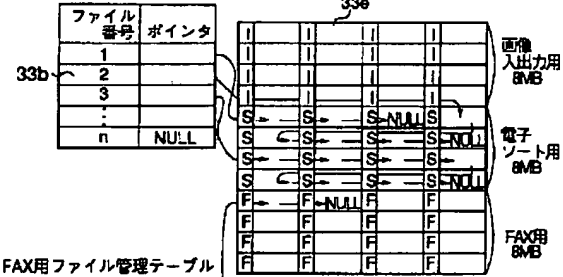 33e
ファイル番号 ポインタ
33b
1
2
3
⋮
n NULL
I I I I
I I I I
I I I I
I I I I
画像入出力用 8MB
S S S NULL S
S S S S NULL
S S S S
S S S S NULL
電子ソート用 8MB
F F NULL F F
F F F F
F F F F
F F F F
FAX用 8MB
FAX用ファイル管理テーブル